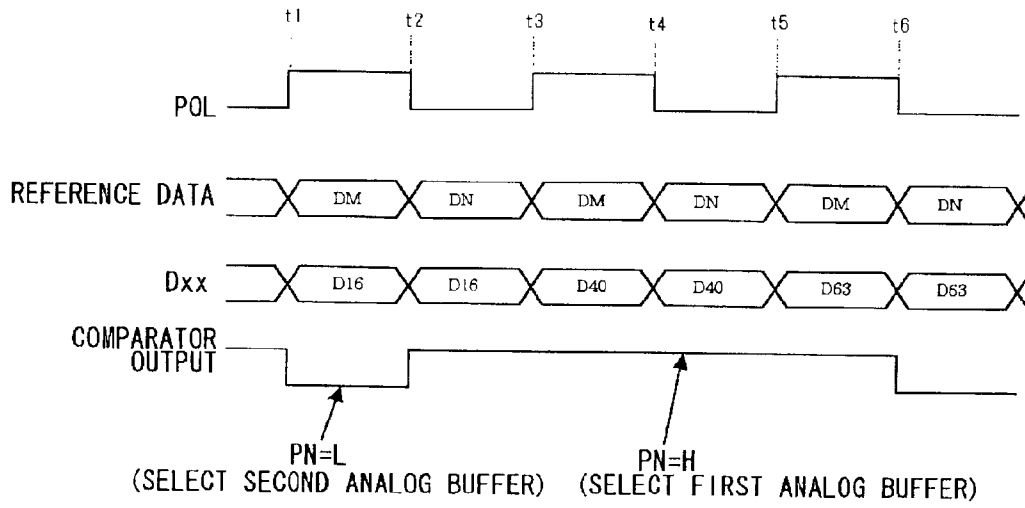 t1 t2 t3 t4 t5 t6
POL
REFERENCE DATA DM DN DM DN DM DN
Dxx D16 D16 D40 D40 D63 D63
COMPARATOR
OUTPUT
PN=L PN=H
(SELECT SECOND ANALOG BUFFER) (SELECT FIRST ANALOG BUFFER)